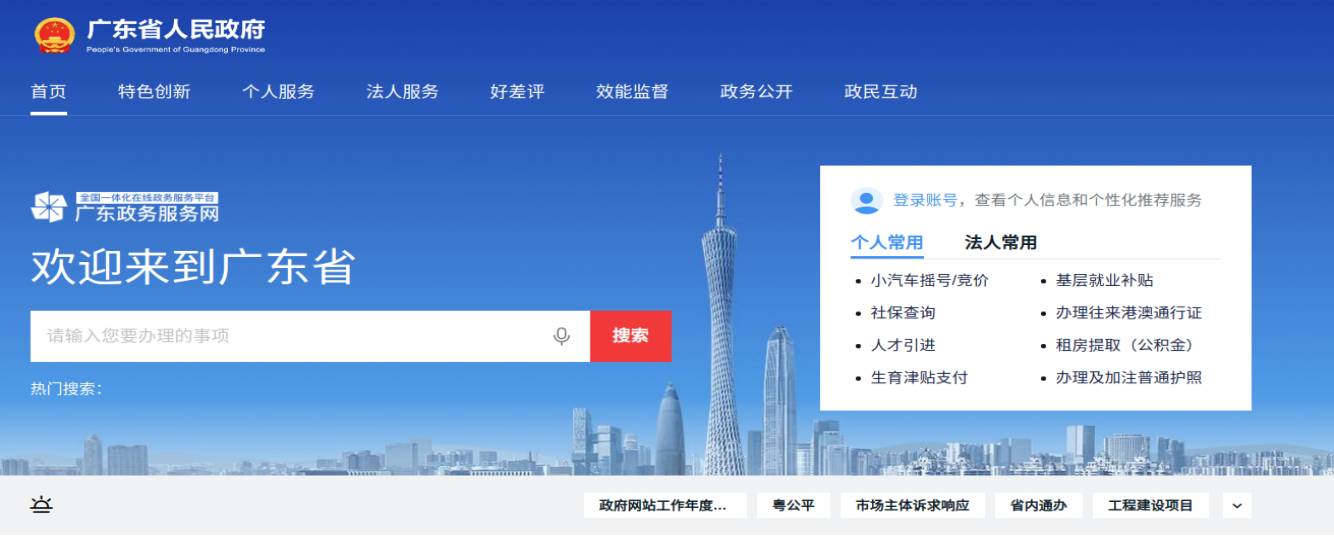 广东省人民政府
People's Government of Guangdong Province
首页 特色创新 个人服务 法人服务 好差评 效能监督 政务公开 政民互动
全国一体化在线政务服务平台
广东政务服务网
欢迎来到广东省
请输入您要办理的事项 搜索
热门搜索:
登录账号，查看个人信息和个性化推荐服务
个人常用 法人常用
小汽车摇号/竞价 基层就业补贴
社保查询 办理往来港澳通行证
人才引进 租房提取（公积金）
生育津贴支付 办理及加注普通护照
政府网站工作年度... 粤公平 市场主体诉求响应 省内通办 工程建设项目